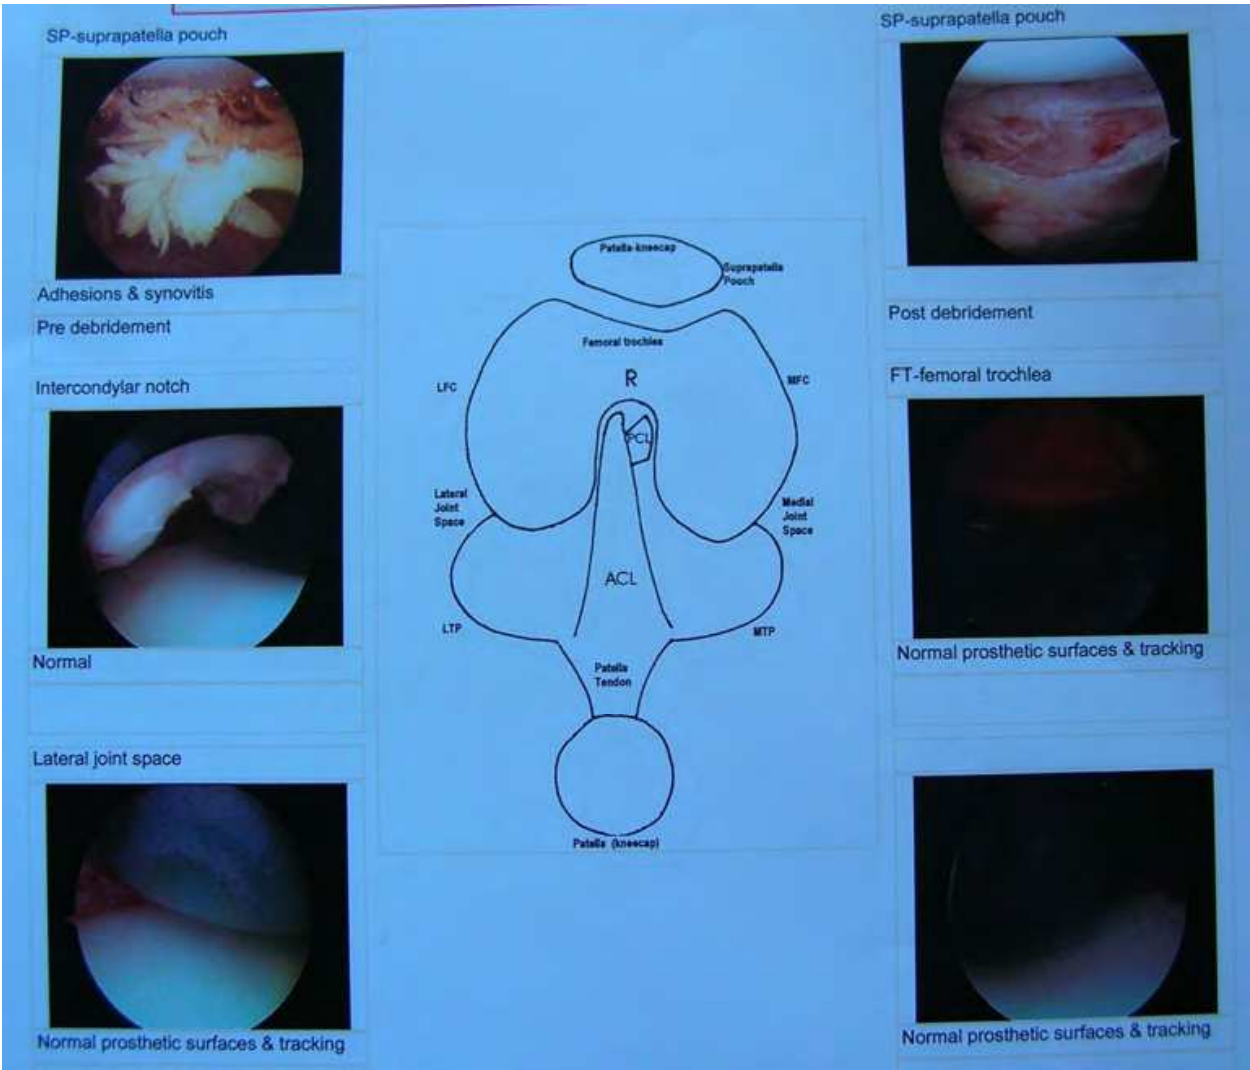 SP-suprapatella pouch
Adhesions & synovitis
Pre debridement
Intercondylar notch
Normal
Lateral joint space
Normal prosthetic surfaces & tracking
Patella-kneecap
Suprapatella
Pouch
Femoral trochlea
R
LFC
MFC
PCL
Lateral
Joint
Space
Medial
Joint
Space
ACL
LTP
MTP
Patella
Tendon
Patella (kneecap)
SP-suprapatella pouch
Post debridement
FT-femoral trochlea
Normal prosthetic surfaces & tracking
Normal prosthetic surfaces & tracking